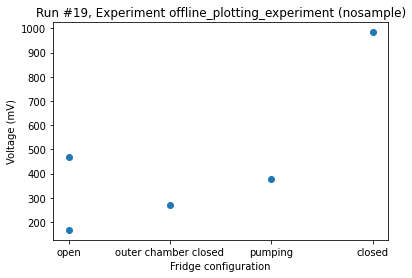 Run #19, Experiment offline_plotting_experiment (nosample)
1000
900
800
700
600
500
400
300
200
Voltage (mV)
open outer chamber closed pumping closed
Fridge configuration